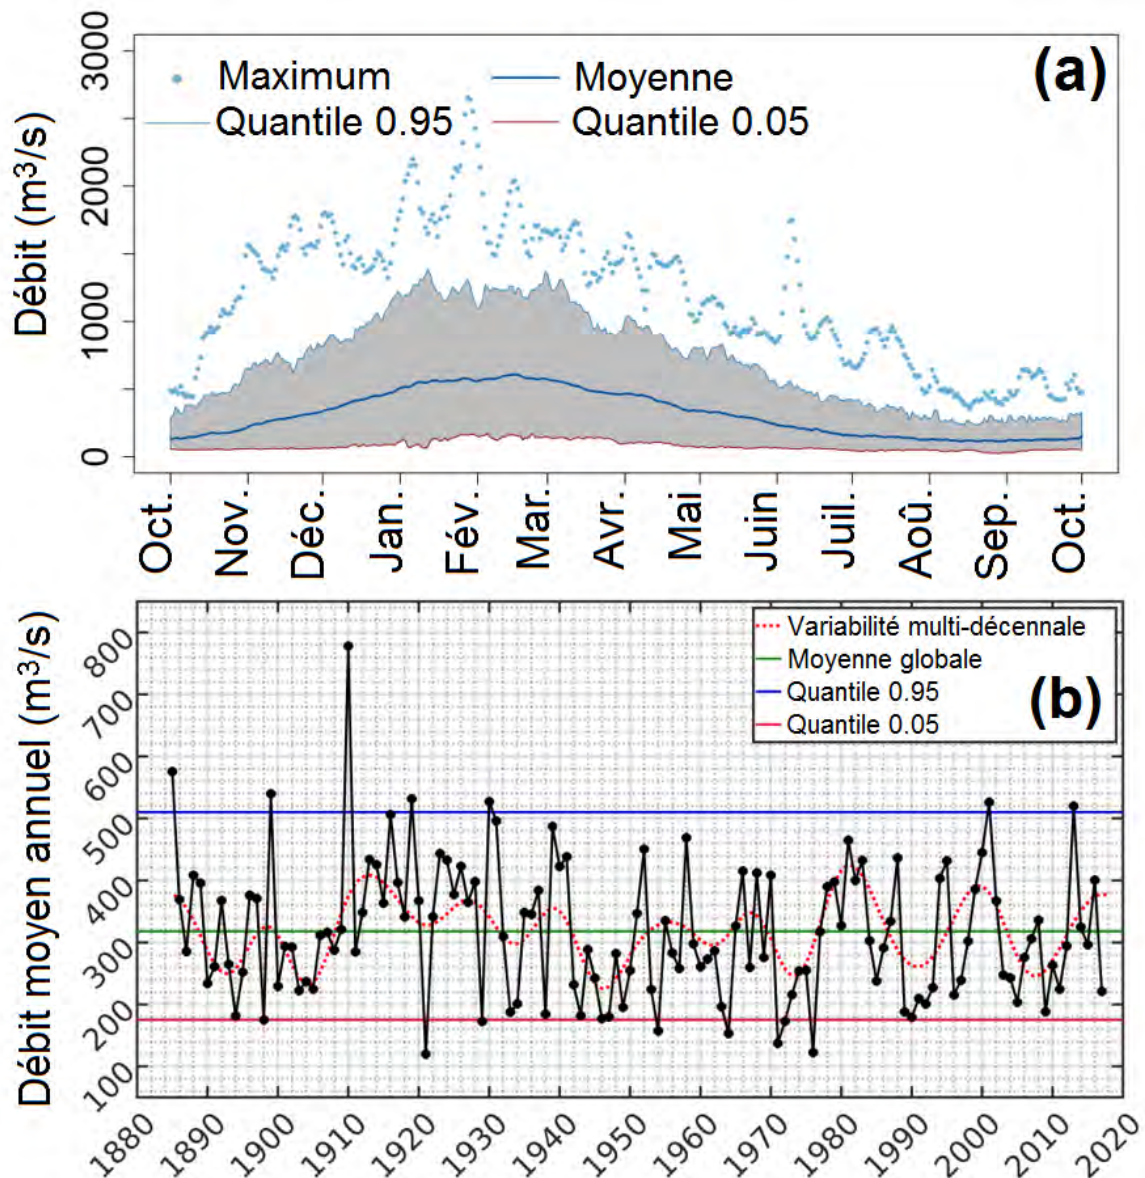 (a)
Maximum
Moyenne
Quantile 0.95
Quantile 0.05
Débit (m³/s)
3000
2000
1000
0
Oct.
Nov.
Déc.
Jan.
Fév.
Mar.
Avr.
Mai
Juin
Juil.
Aoû.
Sep.
Oct.
Variabilité multi-décennale
Moyenne globale
Quantile 0.95
Quantile 0.05
(b)
Débit moyen annuel (m³/s)
800
700
600
500
400
300
200
100
1880
1890
1900
1910
1920
1930
1940
1950
1960
1970
1980
1990
2000
2010
2020